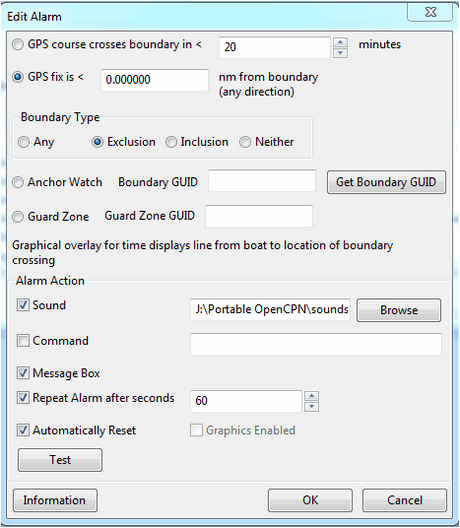 Edit Alarm
GPS course crosses boundary in < 20 minutes
GPS fix is < 0.000000 nm from boundary
(any direction)
Boundary Type
Any Exclusion Inclusion Neither
Anchor Watch Boundary GUID Get Boundary GUID
Guard Zone Guard Zone GUID
Graphical overlay for time displays line from boat to location of boundary
crossing
Alarm Action
Sound J:\Portable OpenCPN\sounds Browse
Command
Message Box
Repeat Alarm after seconds 60
Automatically Reset Graphics Enabled
Test
Information OK Cancel